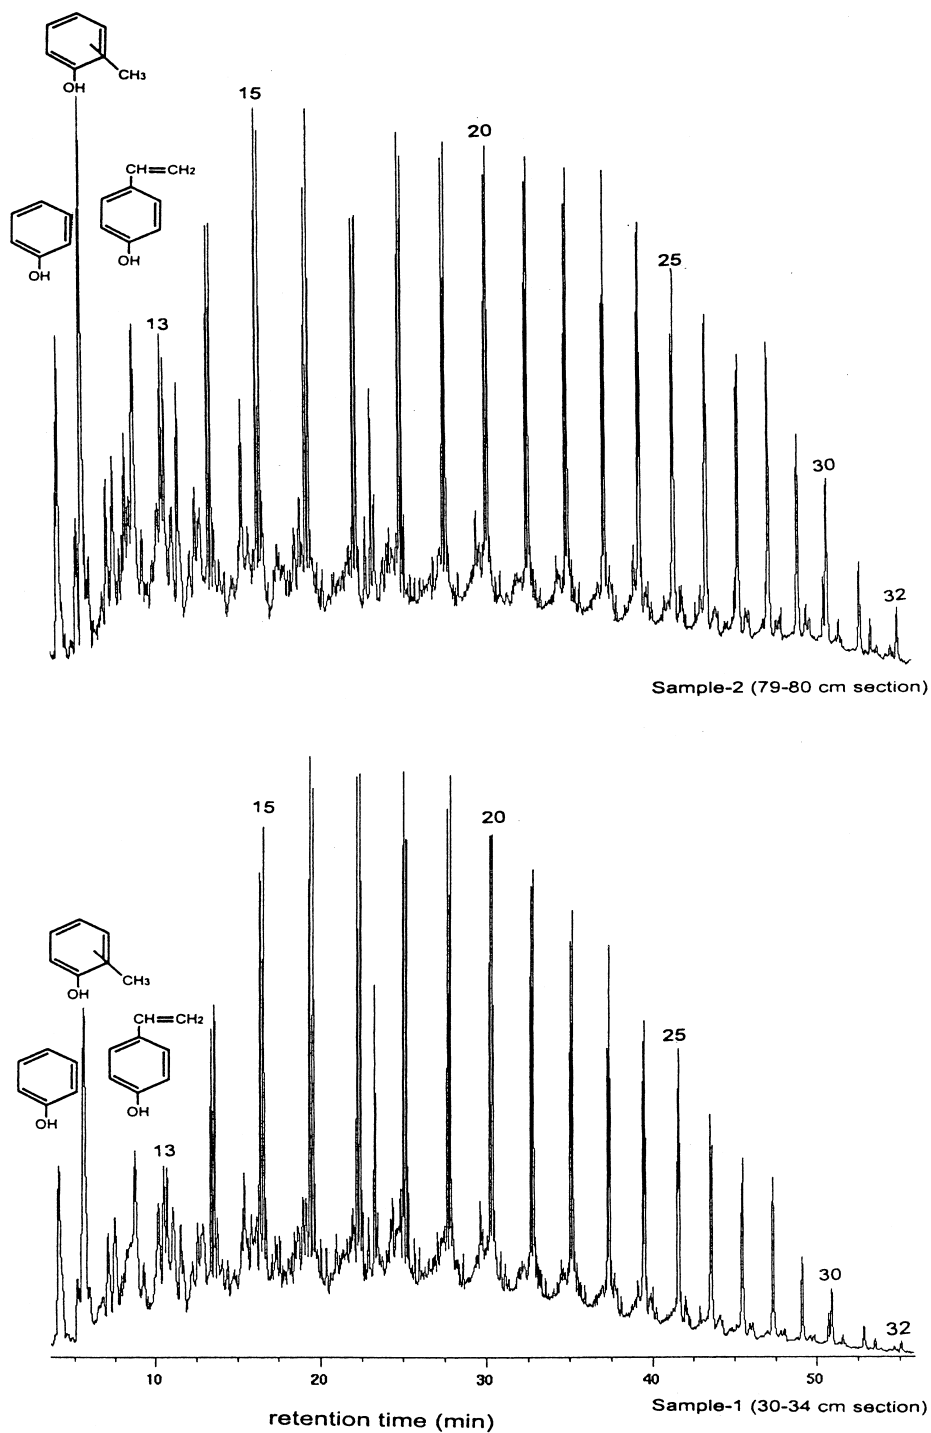 CH3
OH
15
20
CH=CH2
OH
OH
25
13
30
32
Sample-2 (79-80 cm section)
15
20
CH3
OH
CH=CH2
25
OH
OH
13
30
32
10 20 30 40 50
retention time (min)
Sample-1 (30-34 cm section)